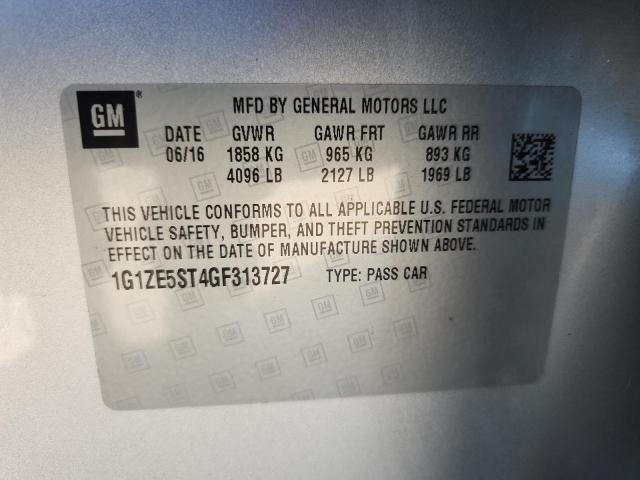 GM ® MFD BY GENERAL MOTORS LLC
DATE GVWR GAWR FRT GAWR RR
06/16 1858 KG 965 KG 893 KG
4096 LB 2127 LB 1969 LB
THIS VEHICLE CONFORMS TO ALL APPLICABLE U.S. FEDERAL MOTOR
VEHICLE SAFETY, BUMPER, AND THEFT PREVENTION STANDARDS IN
EFFECT ON THE DATE OF MANUFACTURE SHOWN ABOVE.
1G1ZE5ST4GF313727 TYPE: PASS CAR